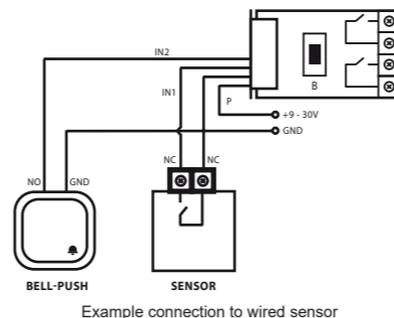 IN2
IN1
P
B
+9 - 30V
GND
NC NC
NO GND
BELL-PUSH SENSOR
Example connection to wired sensor